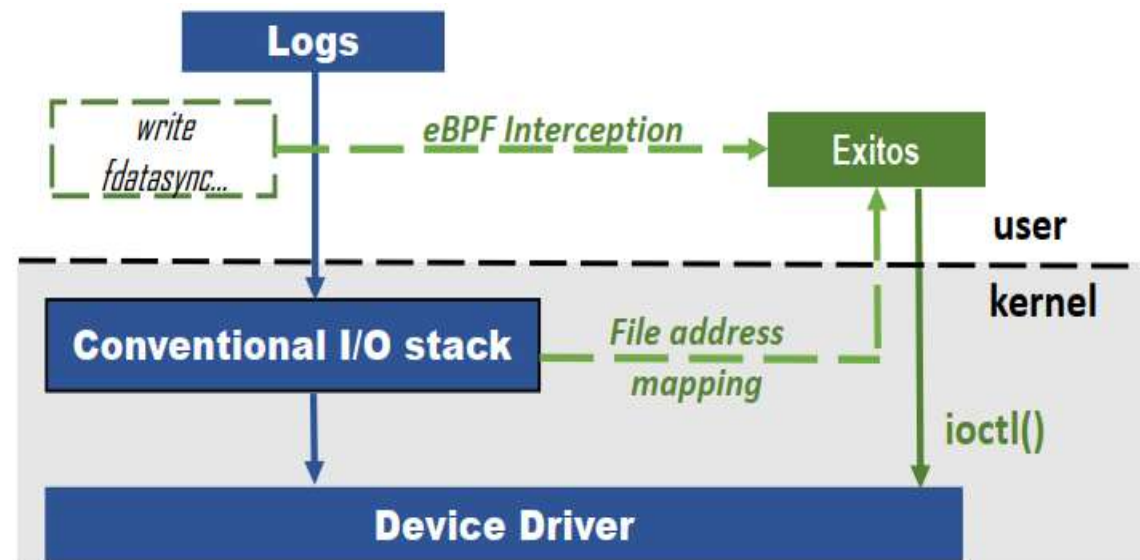 Logs
write
fdatasync...
eBPF Interception
Exitos
user
kernel
Conventional I/O stack
File address
mapping
ioctl()
Device Driver